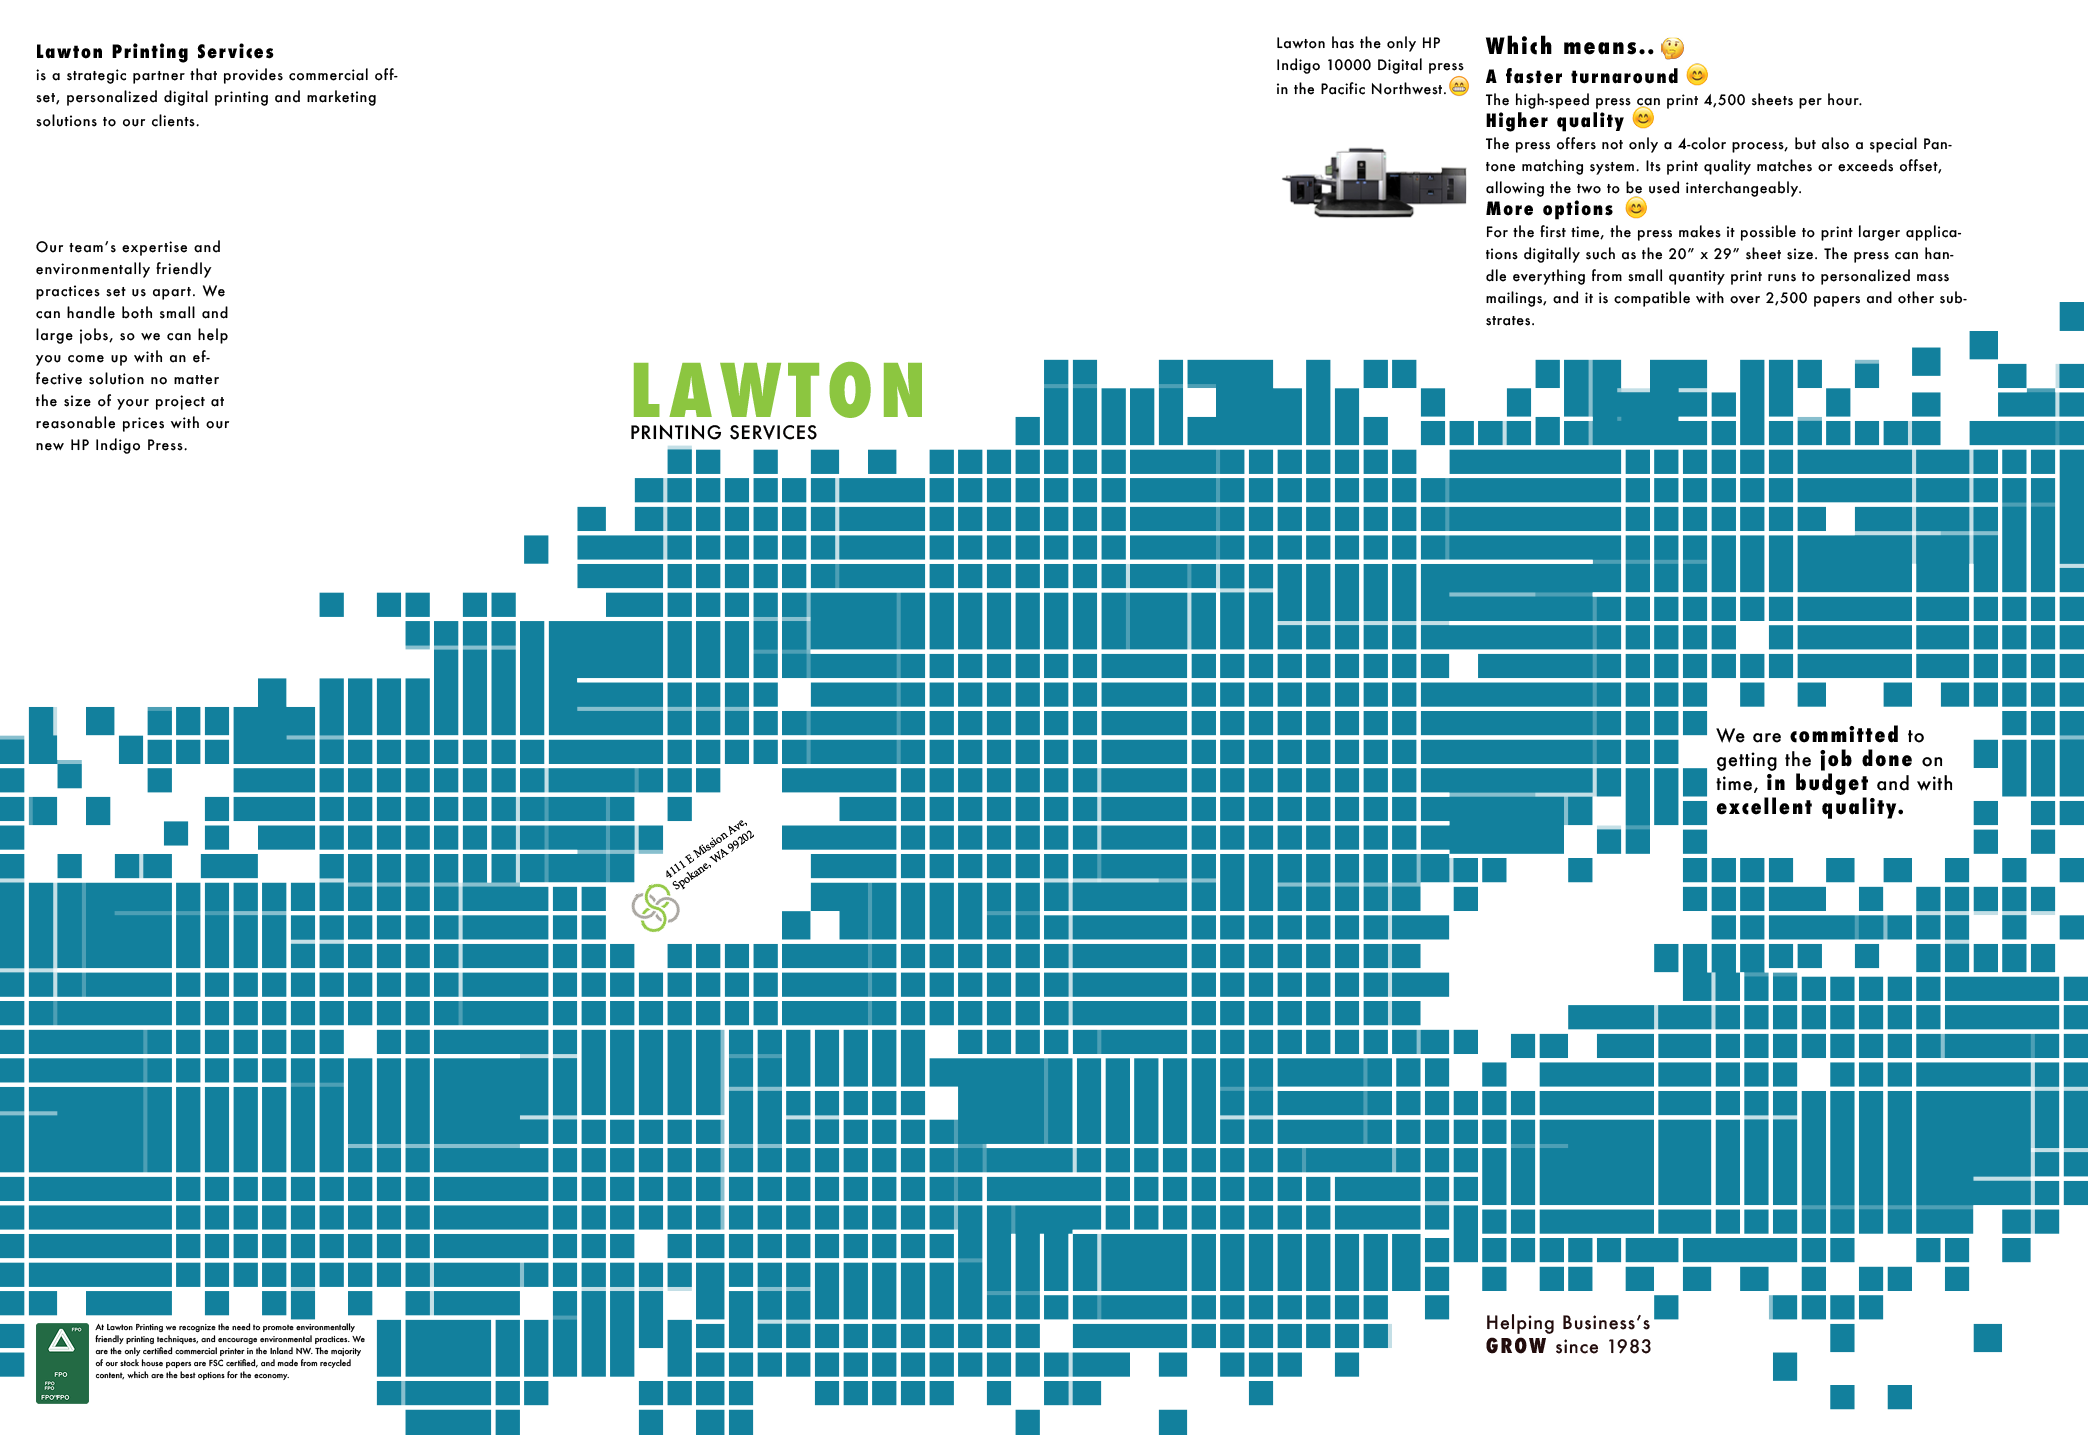 Lawton Printing Services
is a strategic partner that provides commercial off-
set, personalized digital printing and marketing
solutions to our clients.
Our team's expertise and
environmentally friendly
practices set us apart. We
can handle both small and
large jobs, so we can help
you come up with an ef-
fective solution no matter
the size of your project at
reasonable prices with our
new HP Indigo Press.
LAWTON
PRINTING SERVICES
Lawton has the only HP
Indigo 10000 Digital press
in the Pacific Northwest.😁
Which means..🤔
A faster turnaround 😊
The high-speed press can print 4,500 sheets per hour.
Higher quality 😊
The press offers not only a 4-color process, but also a special Pan-
tone matching system. Its print quality matches or exceeds offset,
allowing the two to be used interchangeably.
More options 😊
For the first time, the press makes it possible to print larger applica-
tions digitally such as the 20" x 29" sheet size. The press can han-
dle everything from small quantity print runs to personalized mass
mailings, and it is compatible with over 2,500 papers and other sub-
strates.
We are committed to
getting the job done on
time, in budget and with
excellent quality.
4111 E Mission Ave,
Spokane, WA 99202
Helping Business's
GROW since 1983
FPO
FPO
FPO
FPO
FPO FPO
At Lawton Printing we recognize the need to promote environmentally
friendly printing techniques, and encourage environmental practices. We
are the only certified commercial printer in the Inland NW. The majority
of our stock house papers are FSC certified, and made from recycled
content, which are the best options for the economy.